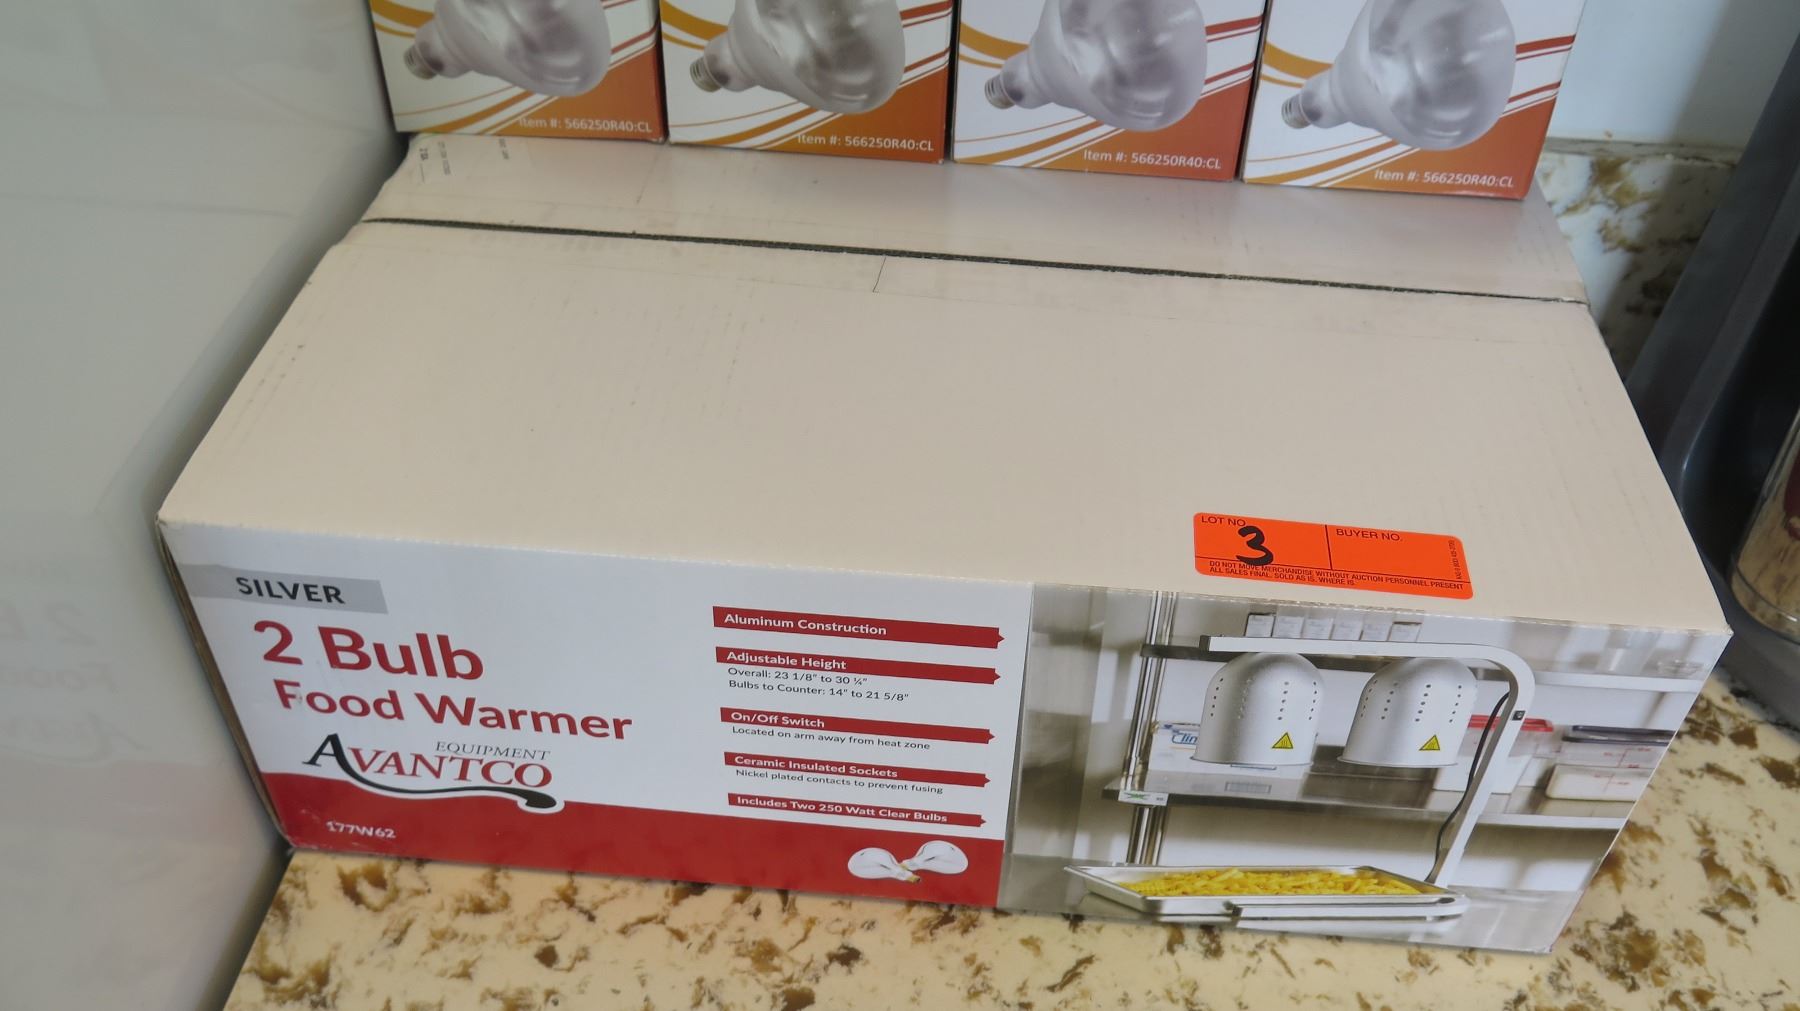 Item #: 566250R40:CL
Item #: 566250R40:CL
Item #: 566250R40:CL
Item #: 566250R40:CL
LOT NO.
3
BUYER NO.
DO NOT MOVE MERCHANDISE WITHOUT AUCTION PERSONNEL PRESENT
ALL SALES FINAL. SOLD AS IS. WHERE IS.
SILVER
2 Bulb
Food Warmer
EQUIPMENT
AVANTCO
177W62
Aluminum Construction
Adjustable Height
Overall: 23 1/8" to 30 ¼"
Bulbs to Counter: 14" to 21 5/8"
On/Off Switch
Located on arm away from heat zone
Ceramic Insulated Sockets
Nickel plated contacts to prevent fusing
Includes Two 250 Watt Clear Bulbs